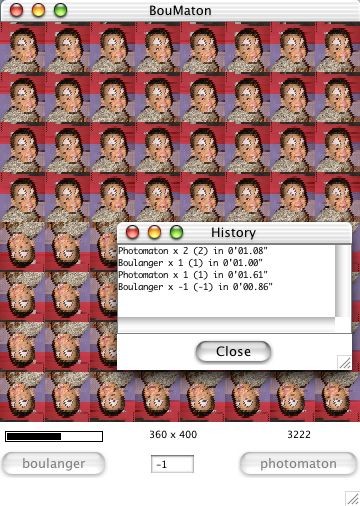 BouMaton
History
Photomaton x 2 (2) in 0'01.08"
Boulanger x 1 (1) in 0'01.00"
Photomaton x 1 (1) in 0'01.61"
Boulanger x -1 (-1) in 0'00.86"
Close
360 x 400
3222
boulanger
-1
photomaton